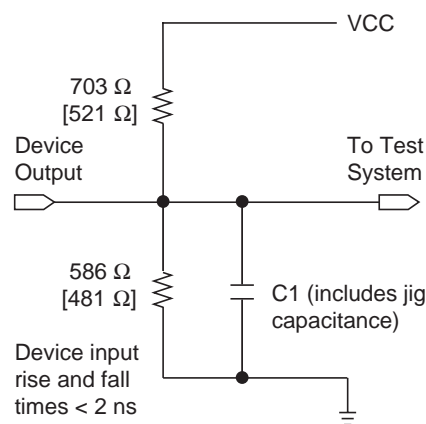 VCC
703 Ω
[521 Ω]
Device
Output
To Test
System
586 Ω
[481 Ω]
C1 (includes jig
capacitance)
Device input
rise and fall
times < 2 ns